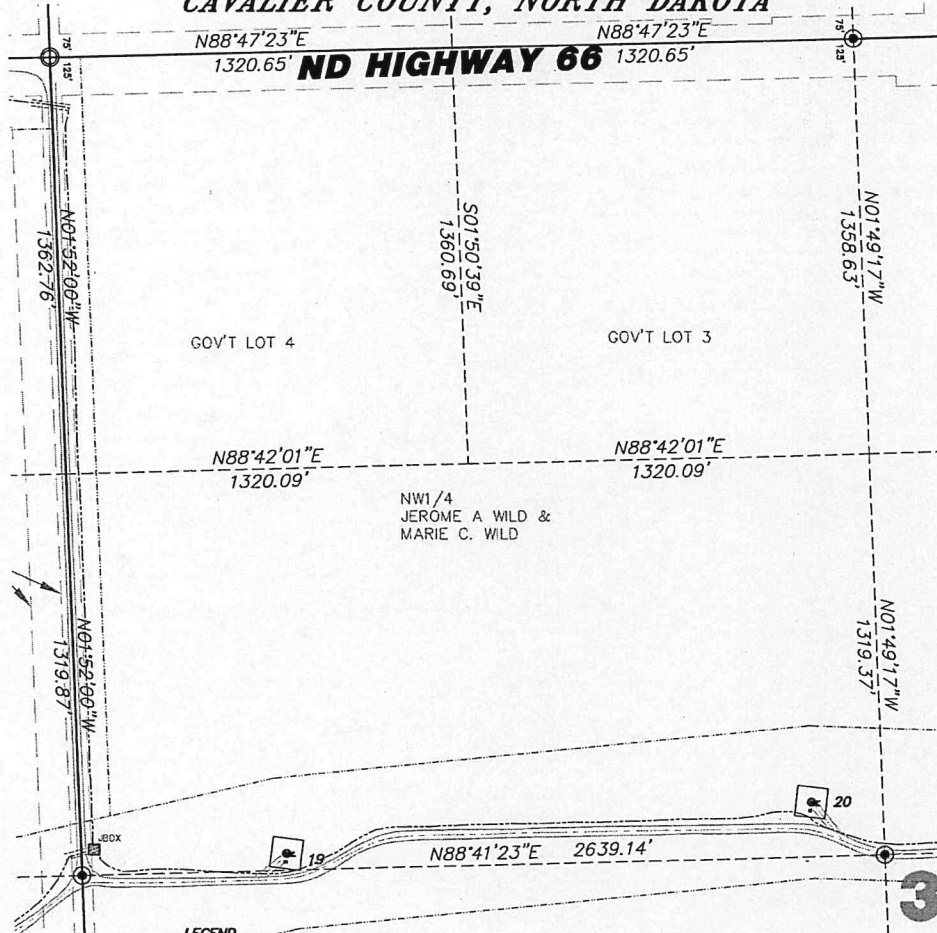 CAVALIER COUNTY, NORTH DAKOTA
N88°47'23"E
1320.65'
ND HIGHWAY 66
N88°47'23"E
1320.65'
75'
125'
75'
125'
N01°52'00"W
1362.76
S01°50'39"E
1360.69'
N01°49'17"W
1358.63'
GOV'T LOT 4
GOV'T LOT 3
N88°42'01"E
1320.09'
N88°42'01"E
1320.09'
NW1/4
JEROME A WILD &
MARIE C. WILD
N01°52'00"W
1319.87
N01°49'17"W
1319.37'
JBOX
19
20
N88°41'23"E 2639.14'
3
LEGEND